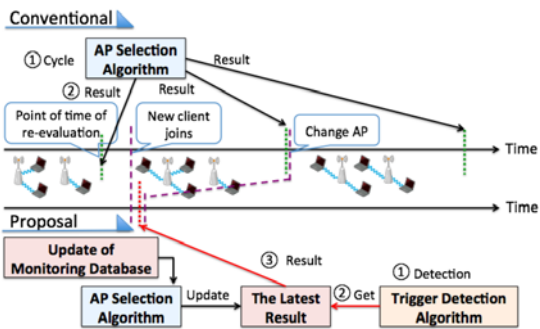 Conventional
① Cycle
AP Selection
Algorithm
Result
② Result
Result
Point of time of
re-evaluation
New client
joins
Change AP
Time
Time
Proposal
Update of
Monitoring Database
③ Result
① Detection
AP Selection
Algorithm
Update
The Latest
Result
② Get
Trigger Detection
Algorithm